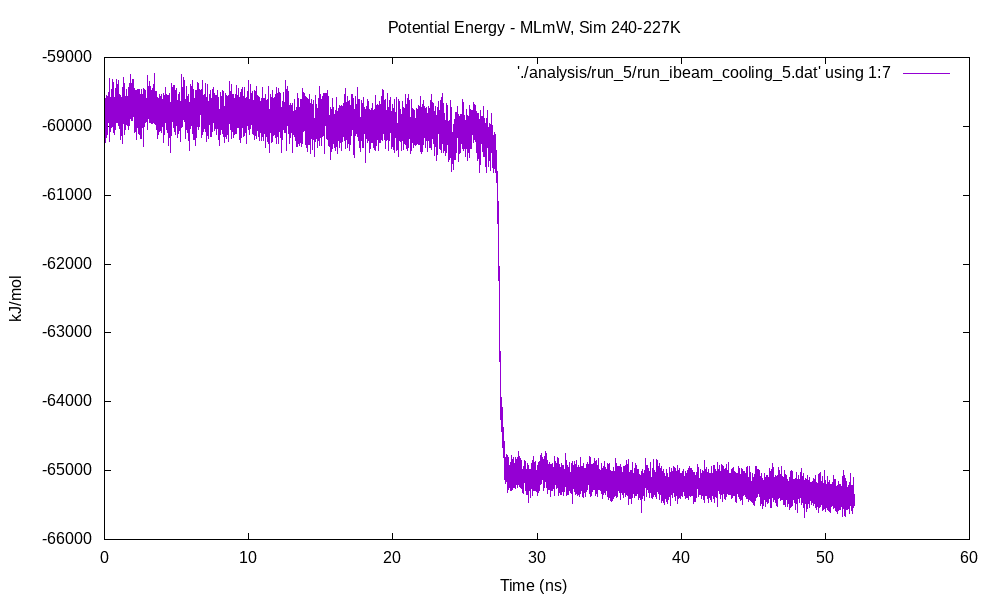 Potential Energy - MLmW, Sim 240-227K
'./analysis/run_5/run_ibeam_cooling_5.dat' using 1:7
-59000
-60000
-61000
-62000
-63000
-64000
-65000
-66000
kJ/mol
0 10 20 30 40 50 60
Time (ns)